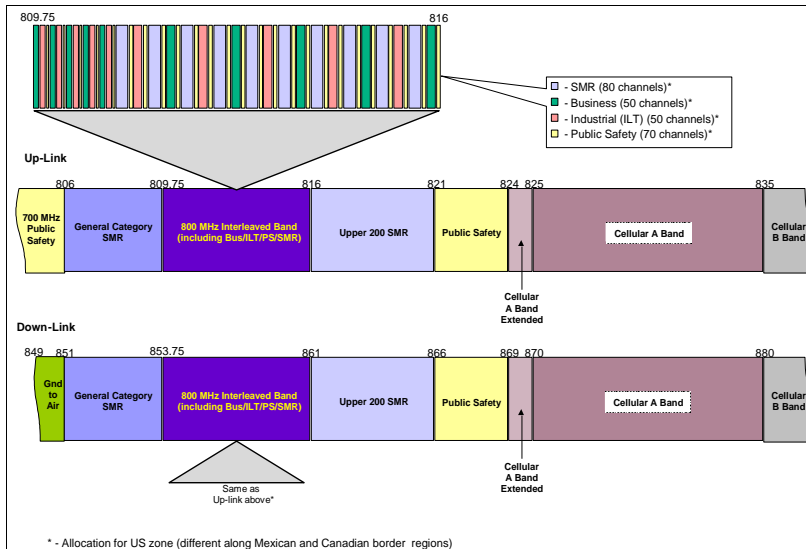 809.75
816
- SMR (80 channels)*
- Business (50 channels)*
- Industrial (ILT) (50 channels)*
- Public Safety (70 channels)*
Up-Link
806
809.75
816
821
824
825
835
700 MHz
Public
Safety
General Category
SMR
800 MHz Interleaved Band
(including Bus/ILT/PS/SMR)
Upper 200 SMR
Public Safety
Cellular A Band
Cellular
B Band
Cellular
A Band
Extended
Down-Link
849
851
853.75
861
866
869
870
880
Gnd
to
Air
General Category
SMR
800 MHz Interleaved Band
(including Bus/ILT/PS/SMR)
Upper 200 SMR
Public Safety
Cellular A Band
Cellular
B Band
Cellular
A Band
Extended
Same as
Up-link above*
* - Allocation for US zone (different along Mexican and Canadian border regions)